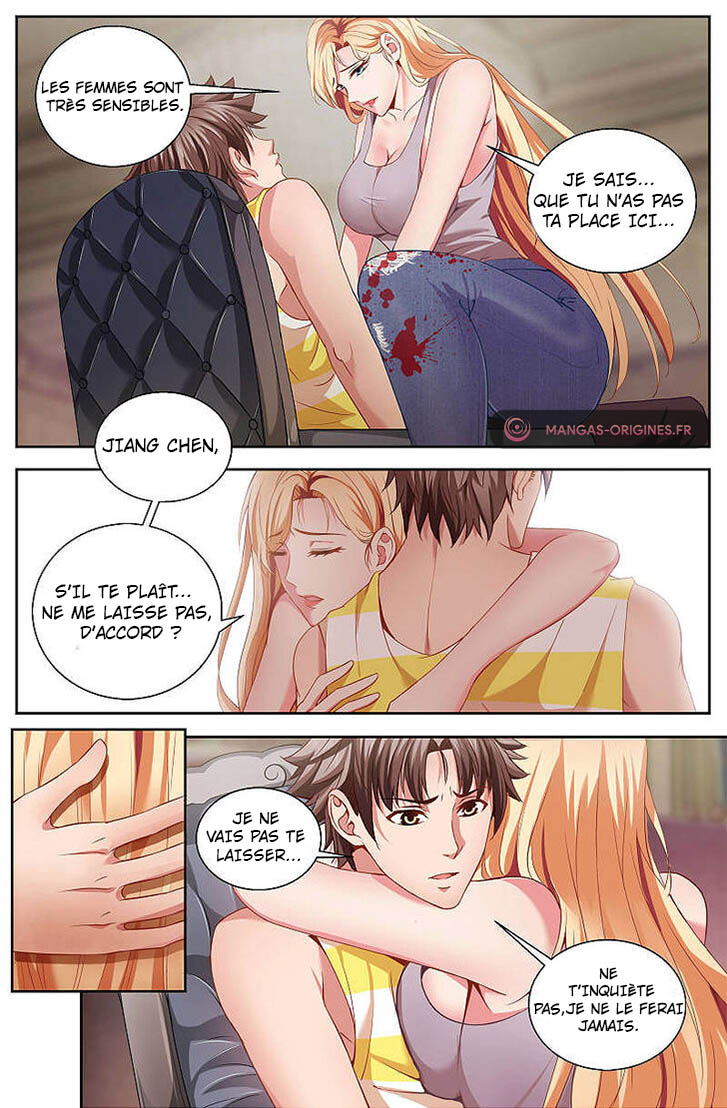 LES FEMMES SONT
TRÈS SENSIBLES.
JE SAIS...
QUE TU N'AS PAS
TA PLACE ICI...
MANGAS-ORIGINES.FR
JIANG CHEN,
S'IL TE PLAÎT...
NE ME LAISSE PAS,
D'ACCORD ?
JE NE
VAIS PAS TE
LAISSER...
NE
T'INQUIÈTE
PAS,JE NE LE FERAI
JAMAIS.